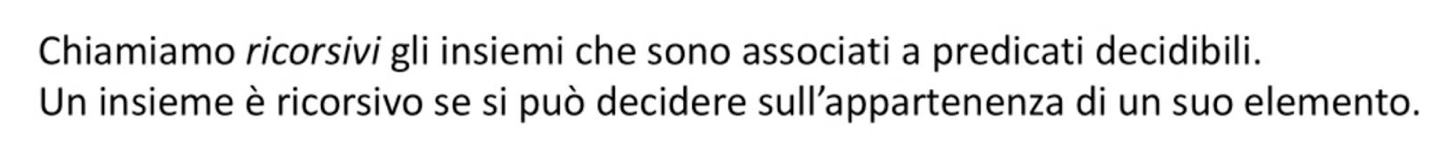 Chiamiamo ricorsivi gli insiemi che sono associati a predicati decidibili.
Un insieme è ricorsivo se si può decidere sull’appartenenza di un suo elemento.